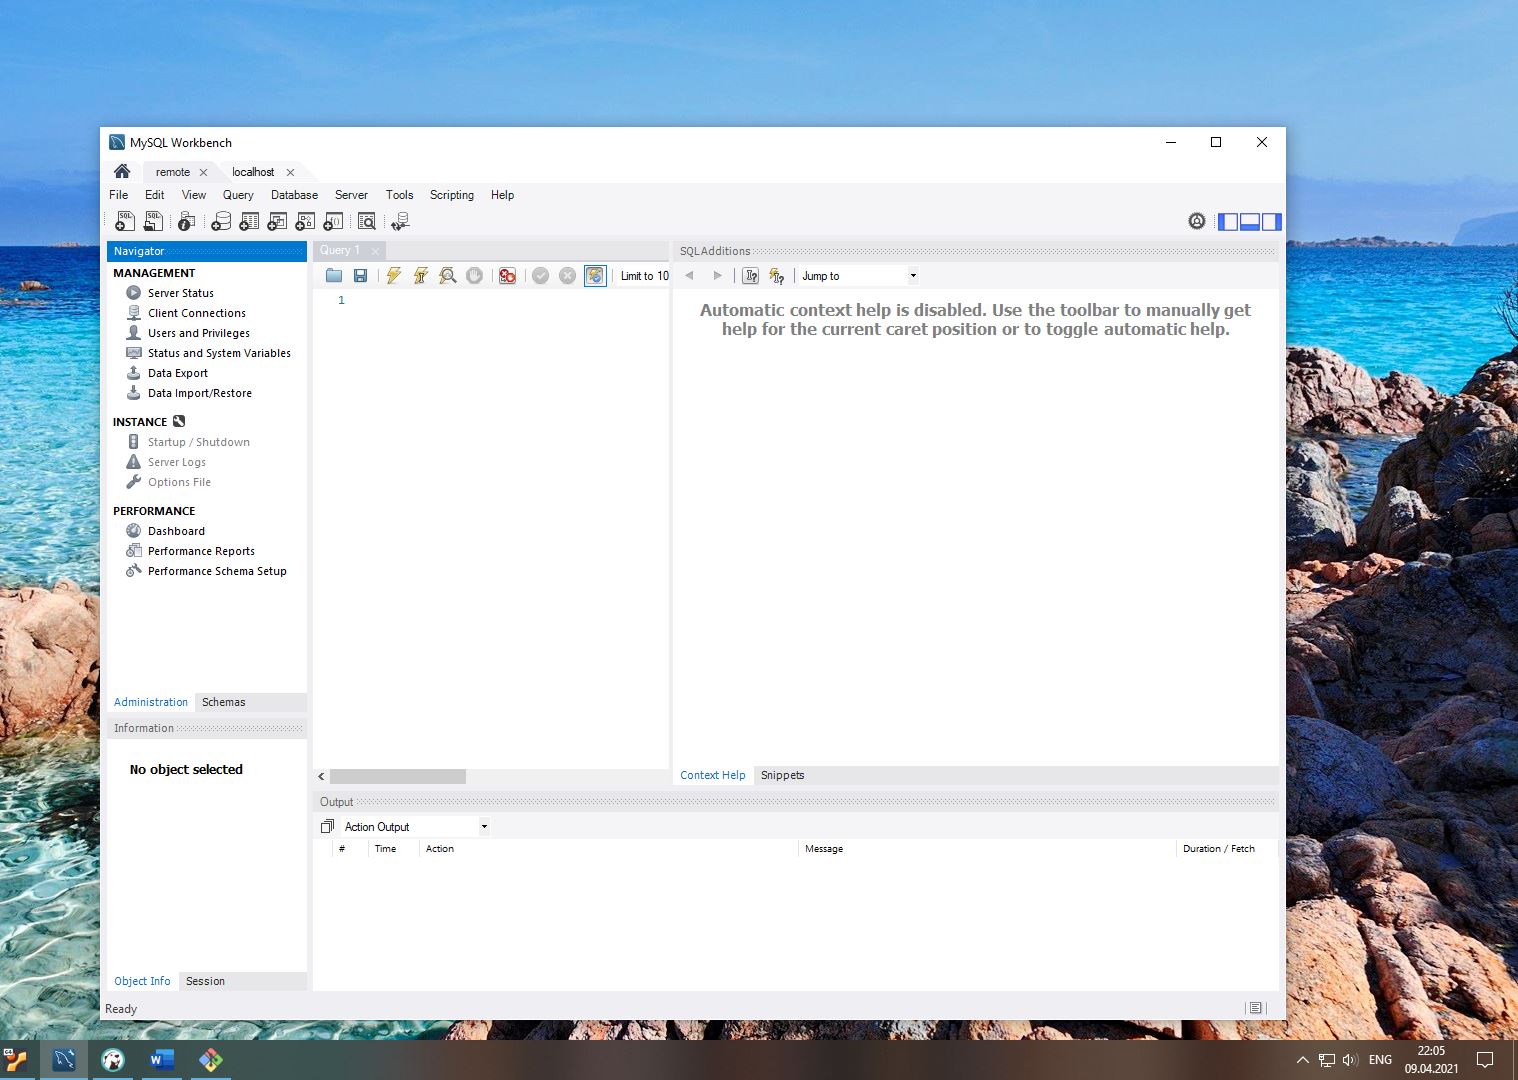 MySQL Workbench
remote
localhost
File Edit View Query Database Server Tools Scripting Help
Navigator
MANAGEMENT
Server Status
Client Connections
Users and Privileges
Status and System Variables
Data Export
Data Import/Restore
INSTANCE
Startup / Shutdown
Server Logs
Options File
PERFORMANCE
Dashboard
Performance Reports
Performance Schema Setup
Administration Schemas
Information
No object selected
Object Info Session
Query 1
Limit to 10
1
SQLAdditions
Jump to
Automatic context help is disabled. Use the toolbar to manually get
help for the current caret position or to toggle automatic help.
Context Help Snippets
Output
Action Output
# Time Action Message Duration / Fetch
Ready
ENG
22:05
09.04.2021